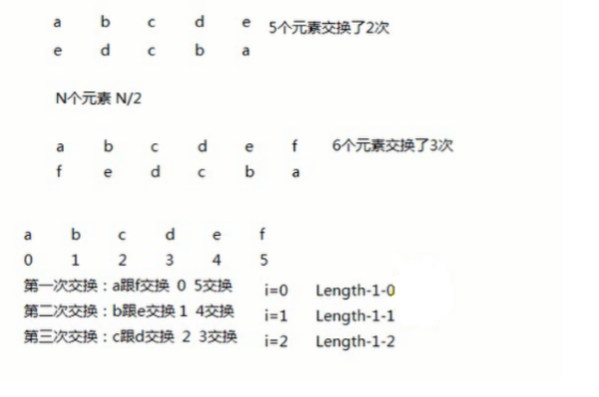 a b c d e 5个元素交换了2次
e d c b a
N个元素 N/2
a b c d e f 6个元素交换了3次
f e d c b a
a b c d e f
0 1 2 3 4 5
第一次交换：a跟f交换 0 5交换 i=0 Length-1-0
第二次交换：b跟e交换 1 4交换 i=1 Length-1-1
第三次交换：c跟d交换 2 3交换 i=2 Length-1-2